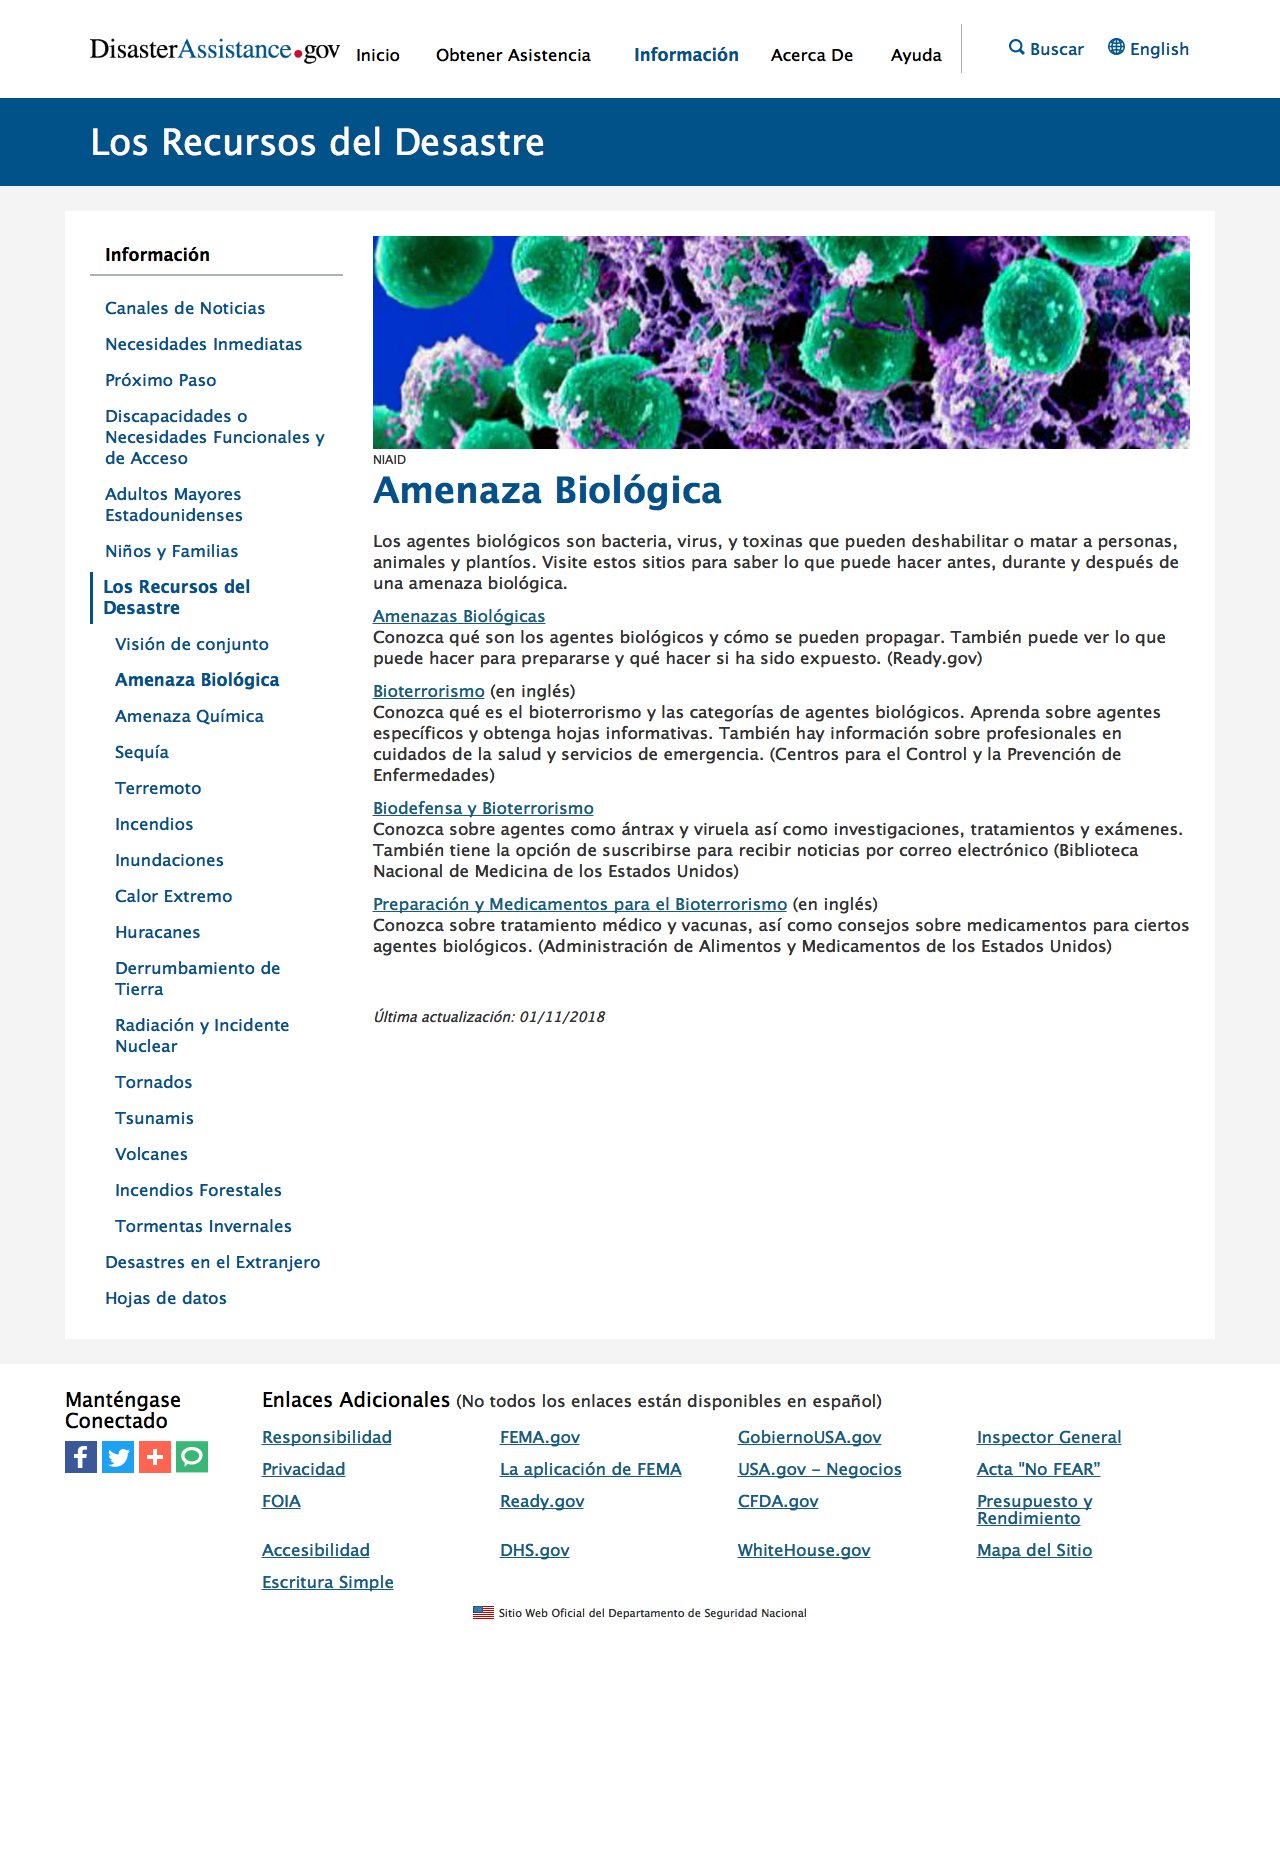 DisasterAssistance.gov
Inicio
Obtener Asistencia
Información
Acerca De
Ayuda
Buscar
English
Los Recursos del Desastre
Información
Canales de Noticias
Necesidades Inmediatas
Próximo Paso
Discapacidades o
Necesidades Funcionales y
de Acceso
Adultos Mayores
Estadounidenses
Niños y Familias
Los Recursos del
Desastre
Visión de conjunto
Amenaza Biológica
Amenaza Química
Sequía
Terremoto
Incendios
Inundaciones
Calor Extremo
Huracanes
Derrumbamiento de
Tierra
Radiación y Incidente
Nuclear
Tornados
Tsunamis
Volcanes
Incendios Forestales
Tormentas Invernales
Desastres en el Extranjero
Hojas de datos
NIAID
Amenaza Biológica
Los agentes biológicos son bacteria, virus, y toxinas que pueden deshabilitar o matar a personas,
animales y plantíos. Visite estos sitios para saber lo que puede hacer antes, durante y después de
una amenaza biológica.
Amenazas Biológicas
Conozca qué son los agentes biológicos y cómo se pueden propagar. También puede ver lo que
puede hacer para prepararse y qué hacer si ha sido expuesto. (Ready.gov)
Bioterrorismo (en inglés)
Conozca qué es el bioterrorismo y las categorías de agentes biológicos. Aprenda sobre agentes
específicos y obtenga hojas informativas. También hay información sobre profesionales en
cuidados de la salud y servicios de emergencia. (Centros para el Control y la Prevención de
Enfermedades)
Biodefensa y Bioterrorismo
Conozca sobre agentes como ántrax y viruela así como investigaciones, tratamientos y exámenes.
También tiene la opción de suscribirse para recibir noticias por correo electrónico (Biblioteca
Nacional de Medicina de los Estados Unidos)
Preparación y Medicamentos para el Bioterrorismo (en inglés)
Conozca sobre tratamiento médico y vacunas, así como consejos sobre medicamentos para ciertos
agentes biológicos. (Administración de Alimentos y Medicamentos de los Estados Unidos)
Última actualización: 01/11/2018
Manténgase
Conectado
Enlaces Adicionales (No todos los enlaces están disponibles en español)
Responsibilidad
FEMA.gov
GobiernoUSA.gov
Inspector General
Privacidad
La aplicación de FEMA
USA.gov – Negocios
Acta "No FEAR”
FOIA
Ready.gov
CFDA.gov
Presupuesto y
Rendimiento
Accesibilidad
DHS.gov
WhiteHouse.gov
Mapa del Sitio
Escritura Simple
Sitio Web Oficial del Departamento de Seguridad Nacional